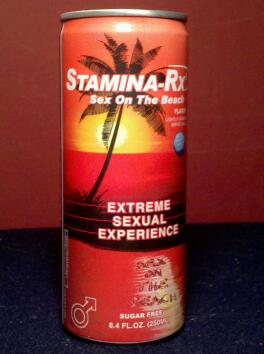 STAMINA-Rx
Sex On The Beach
EXTREME
SEXUAL
EXPERIENCE
SEX
ON
THE
BEACH
SUGAR FREE
8.4 FL.OZ. (250ML)